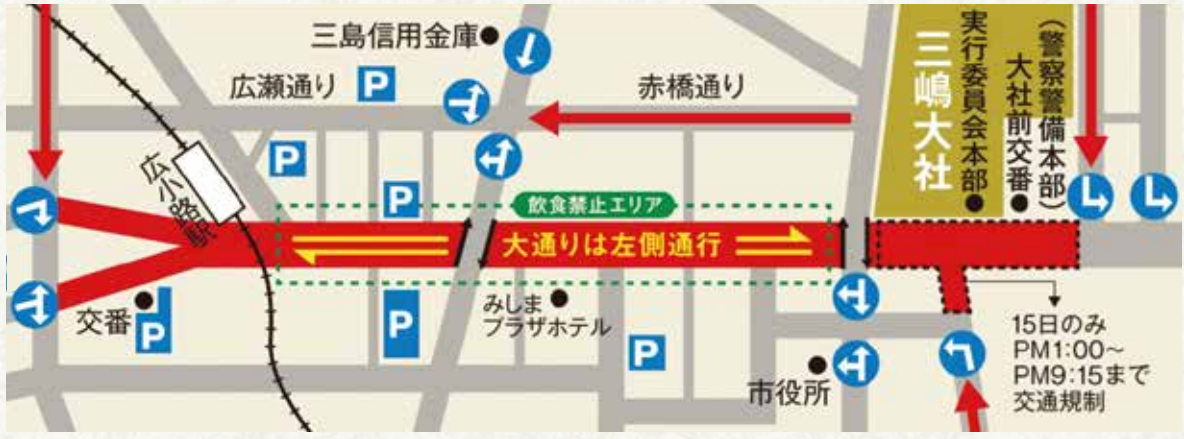 三島信用金庫
広瀬通り
P
赤橋通り
三嶋大社
実行委員会本部
大社前交番
(警察警備本部)
P
広小路駅
P
飲食禁止エリア
大通りは左側通行
交番
P
P
みしま
プラザホテル
P
市役所
15日のみ
PM1:00～
PM9:15まで
交通規制